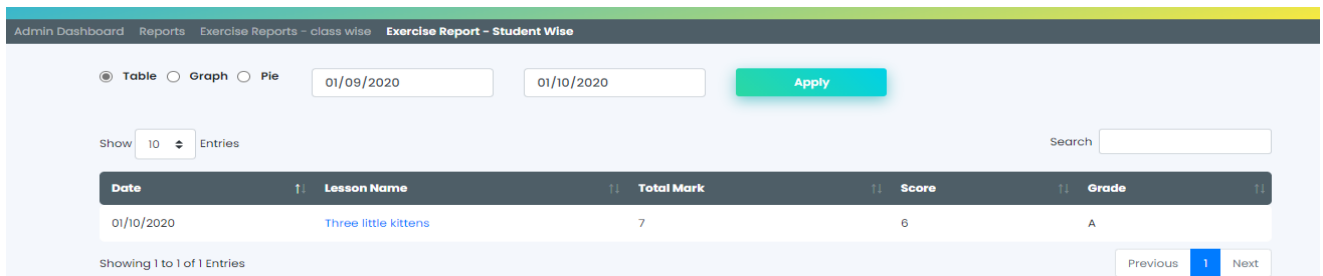 Admin Dashboard Reports Exercise Reports - class wise Exercise Report - Student Wise
Table Graph Pie 01/09/2020 01/10/2020 Apply
Show 10 Entries Search
Date Lesson Name Total Mark Score Grade
01/10/2020 Three little kittens 7 6 A
Showing 1 to 1 of 1 Entries Previous 1 Next